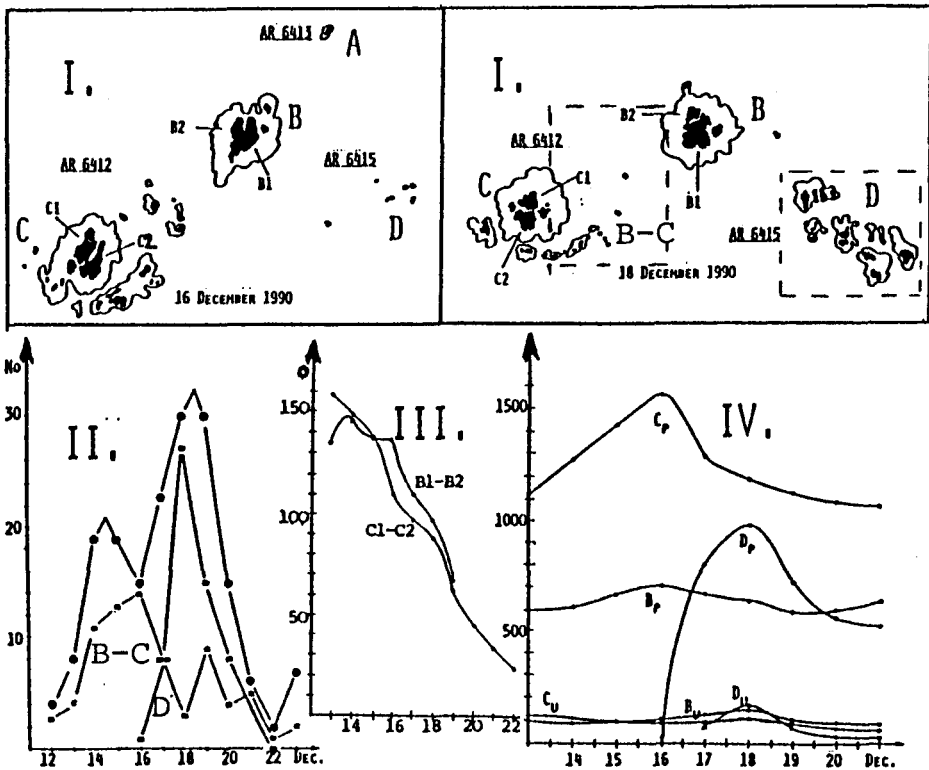 AR 6413 A
I.
B2 B
B1
AR 6412
AR 6415
C1
C
C2
D
16 DECEMBER 1990
I.
B2 B
AR 6412
C1
C
B1
D
B-C
AR 6415
C2
18 DECEMBER 1990
No
30
20
10
II.
B-C
D
12 14 16 18 20 22 DEC.
o
150
100
50
III.
B1-B2
C1-C2
14 16 18 20 22
1500
1000
500
IV.
Cp
Dp
Bp
CU
BU
DU
14 15 16 17 18 19 20 DEC.